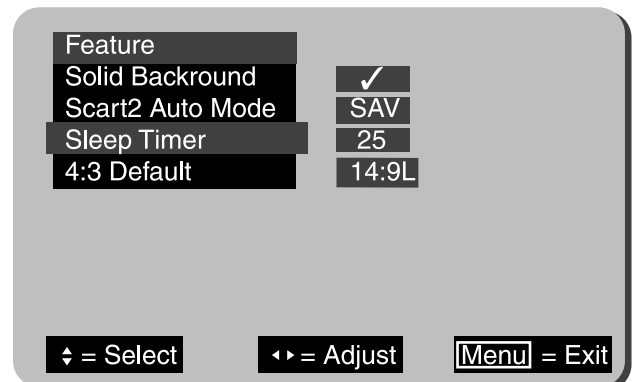 Feature
Solid Backround ✓
Scart2 Auto Mode SAV
Sleep Timer 25
4:3 Default 14:9L
= Select = Adjust Menu = Exit